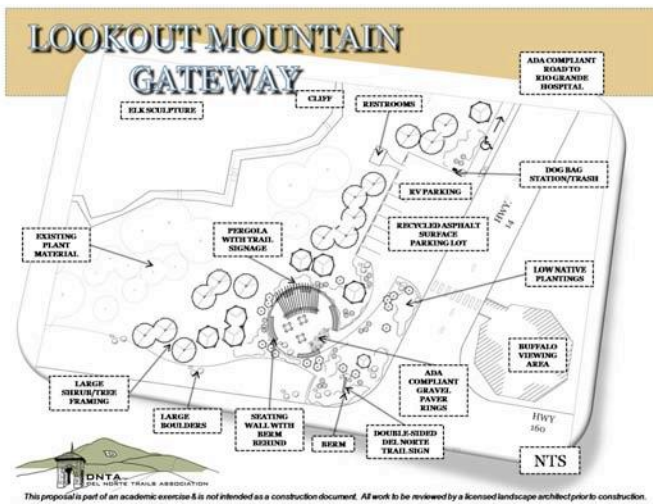 LOOKOUT MOUNTAIN
GATEWAY
ADA COMPLIANT
ROAD TO
RIO GRANDE
HOSPITAL
ELK SCULPTURE
CLIFF
RESTROOMS
DOG BAG
STATION/TRASH
RV PARKING
HWY.
14
RECYCLED ASPHALT
SURFACE
PARKING LOT
EXISTING
PLANT
MATERIAL
PERGOLA
WITH TRAIL
SIGNAGE
LOW NATIVE
PLANTINGS
BUFFALO
VIEWING
AREA
LARGE
SHRUB/TREE
FRAMING
LARGE
BOULDERS
SEATING
WALL WITH
BERM
BEHIND
BERM
ADA
COMPLIANT
GRAVEL
PAVER
RINGS
DOUBLE-SIDED
DEL NORTE
TRAIL SIGN
HWY
160
NTS
DNTA
DEL NORTE TRAILS ASSOCIATION
This proposal is part of an academic exercise & is not intended as a construction document. All work to be reviewed by a licensed landscape architect prior to construction.